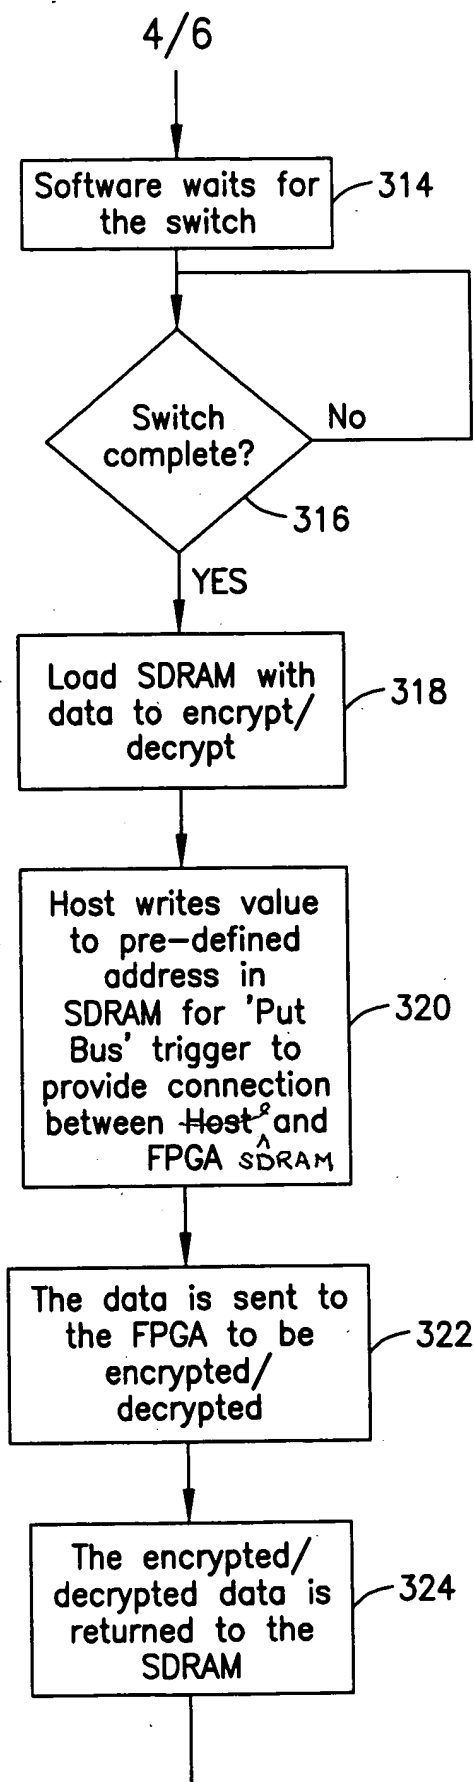 4/6
Software waits for
the switch
314
Switch
complete?
No
316
YES
Load SDRAM with
data to encrypt/
decrypt
318
Host writes value
to pre-defined
address in
SDRAM for 'Put
Bus' trigger to
provide connection
between Host and
FPGA SDRAM
320
The data is sent to
the FPGA to be
encrypted/
decrypted
322
The encrypted/
decrypted data is
returned to the
SDRAM
324